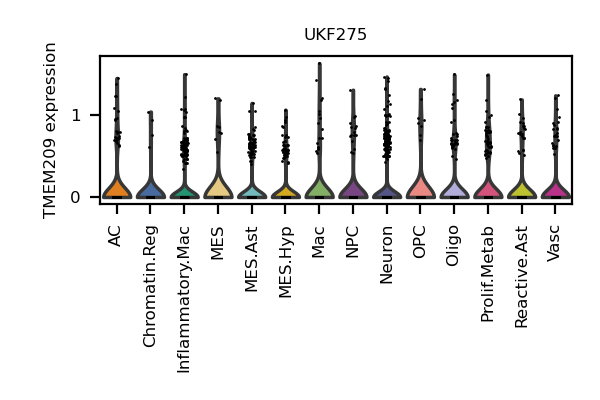 UKF275
TMEM209 expression
1
0
AC
Chromatin.Reg
Inflammatory.Mac
MES
MES.Ast
MES.Hyp
Mac
NPC
Neuron
OPC
Oligo
Prolif.Metab
Reactive.Ast
Vasc